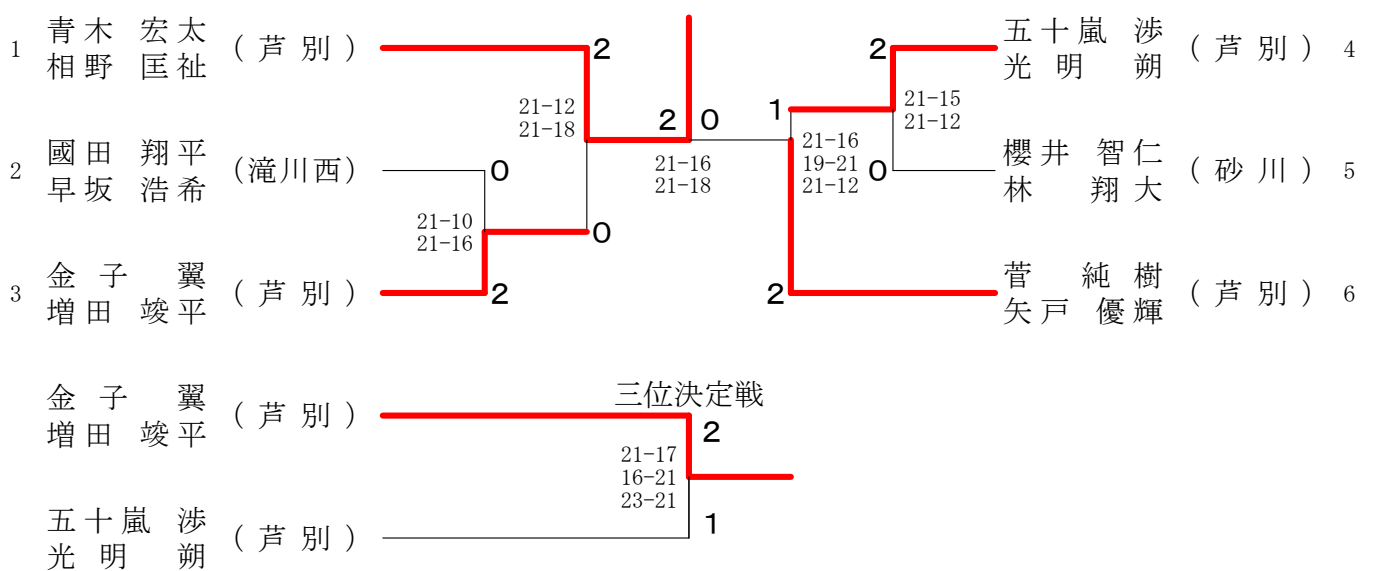 1 青木 宏太 (芦別) 2
相野 匡祉
21-12
21-18
2 國田 翔平 (滝川西) 0
早坂 浩希
21-10
21-16
0
3 金子 翼 (芦別) 2
増田 竣平
2 0
21-16
21-18
2 五十嵐 渉 (芦別) 4
光明 朔
1
21-15
21-12
21-16
19-21
21-12
0 櫻井 智仁 (砂川) 5
林 翔大
2 菅 純樹 (芦別) 6
矢戸 優輝
三位決定戦
金子 翼 (芦別) 2
増田 竣平
21-17
16-21
23-21
五十嵐 渉 (芦別) 1
光明 朔